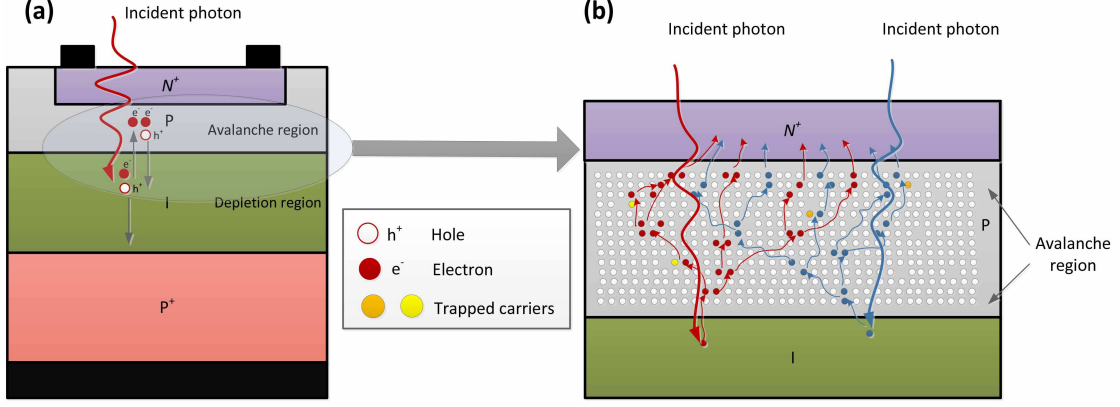 (a)
Incident photon
N⁺
e⁻ e⁻
P
h⁺
Avalanche region
e⁻
h⁺
I
Depletion region
P⁺
h⁺ Hole
e⁻ Electron
Trapped carriers
(b)
Incident photon
Incident photon
N⁺
P
Avalanche
region
I